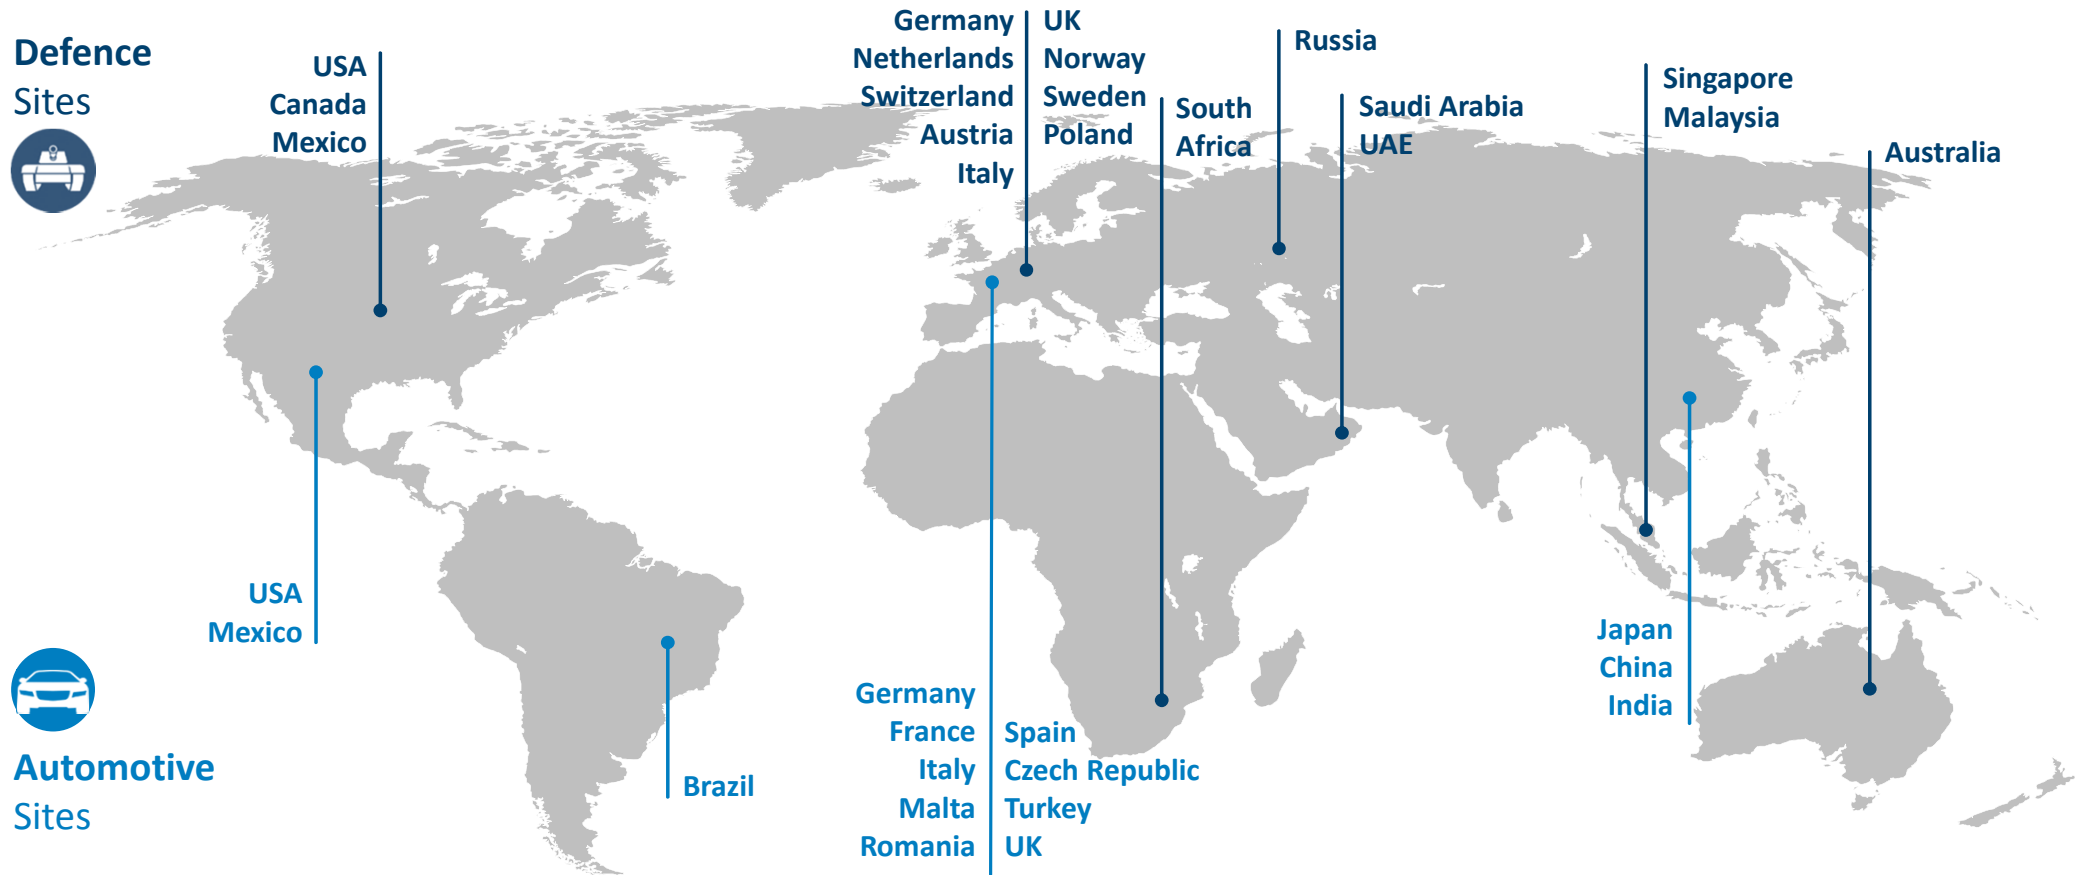 Defence
Sites
USA
Canada
Mexico
Germany
Netherlands
Switzerland
Austria
Italy
UK
Norway
Sweden
Poland
South
Africa
Russia
Saudi Arabia
UAE
Singapore
Malaysia
Australia
USA
Mexico
Automotive
Sites
Brazil
Germany
France
Italy
Malta
Romania
Spain
Czech Republic
Turkey
UK
Japan
China
India